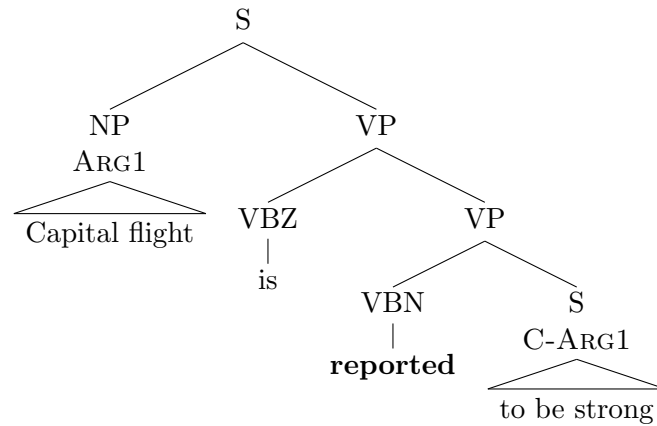 S
NP VP
ARG1
Capital flight
VBZ VP
is
VBN S
C-ARG1
reported
to be strong